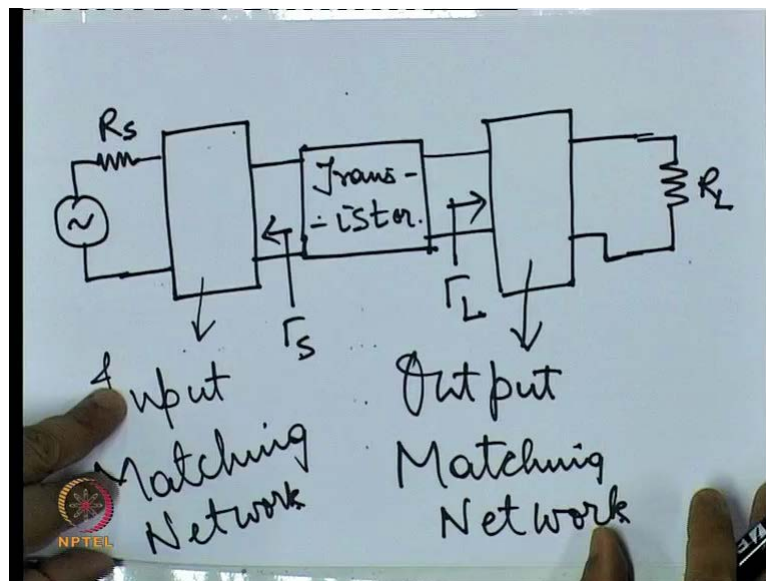 Rs
Trans-
-istor.
RL
ΓS
ΓL
Input
Matching
Network
Output
Matching
Network
NPTEL